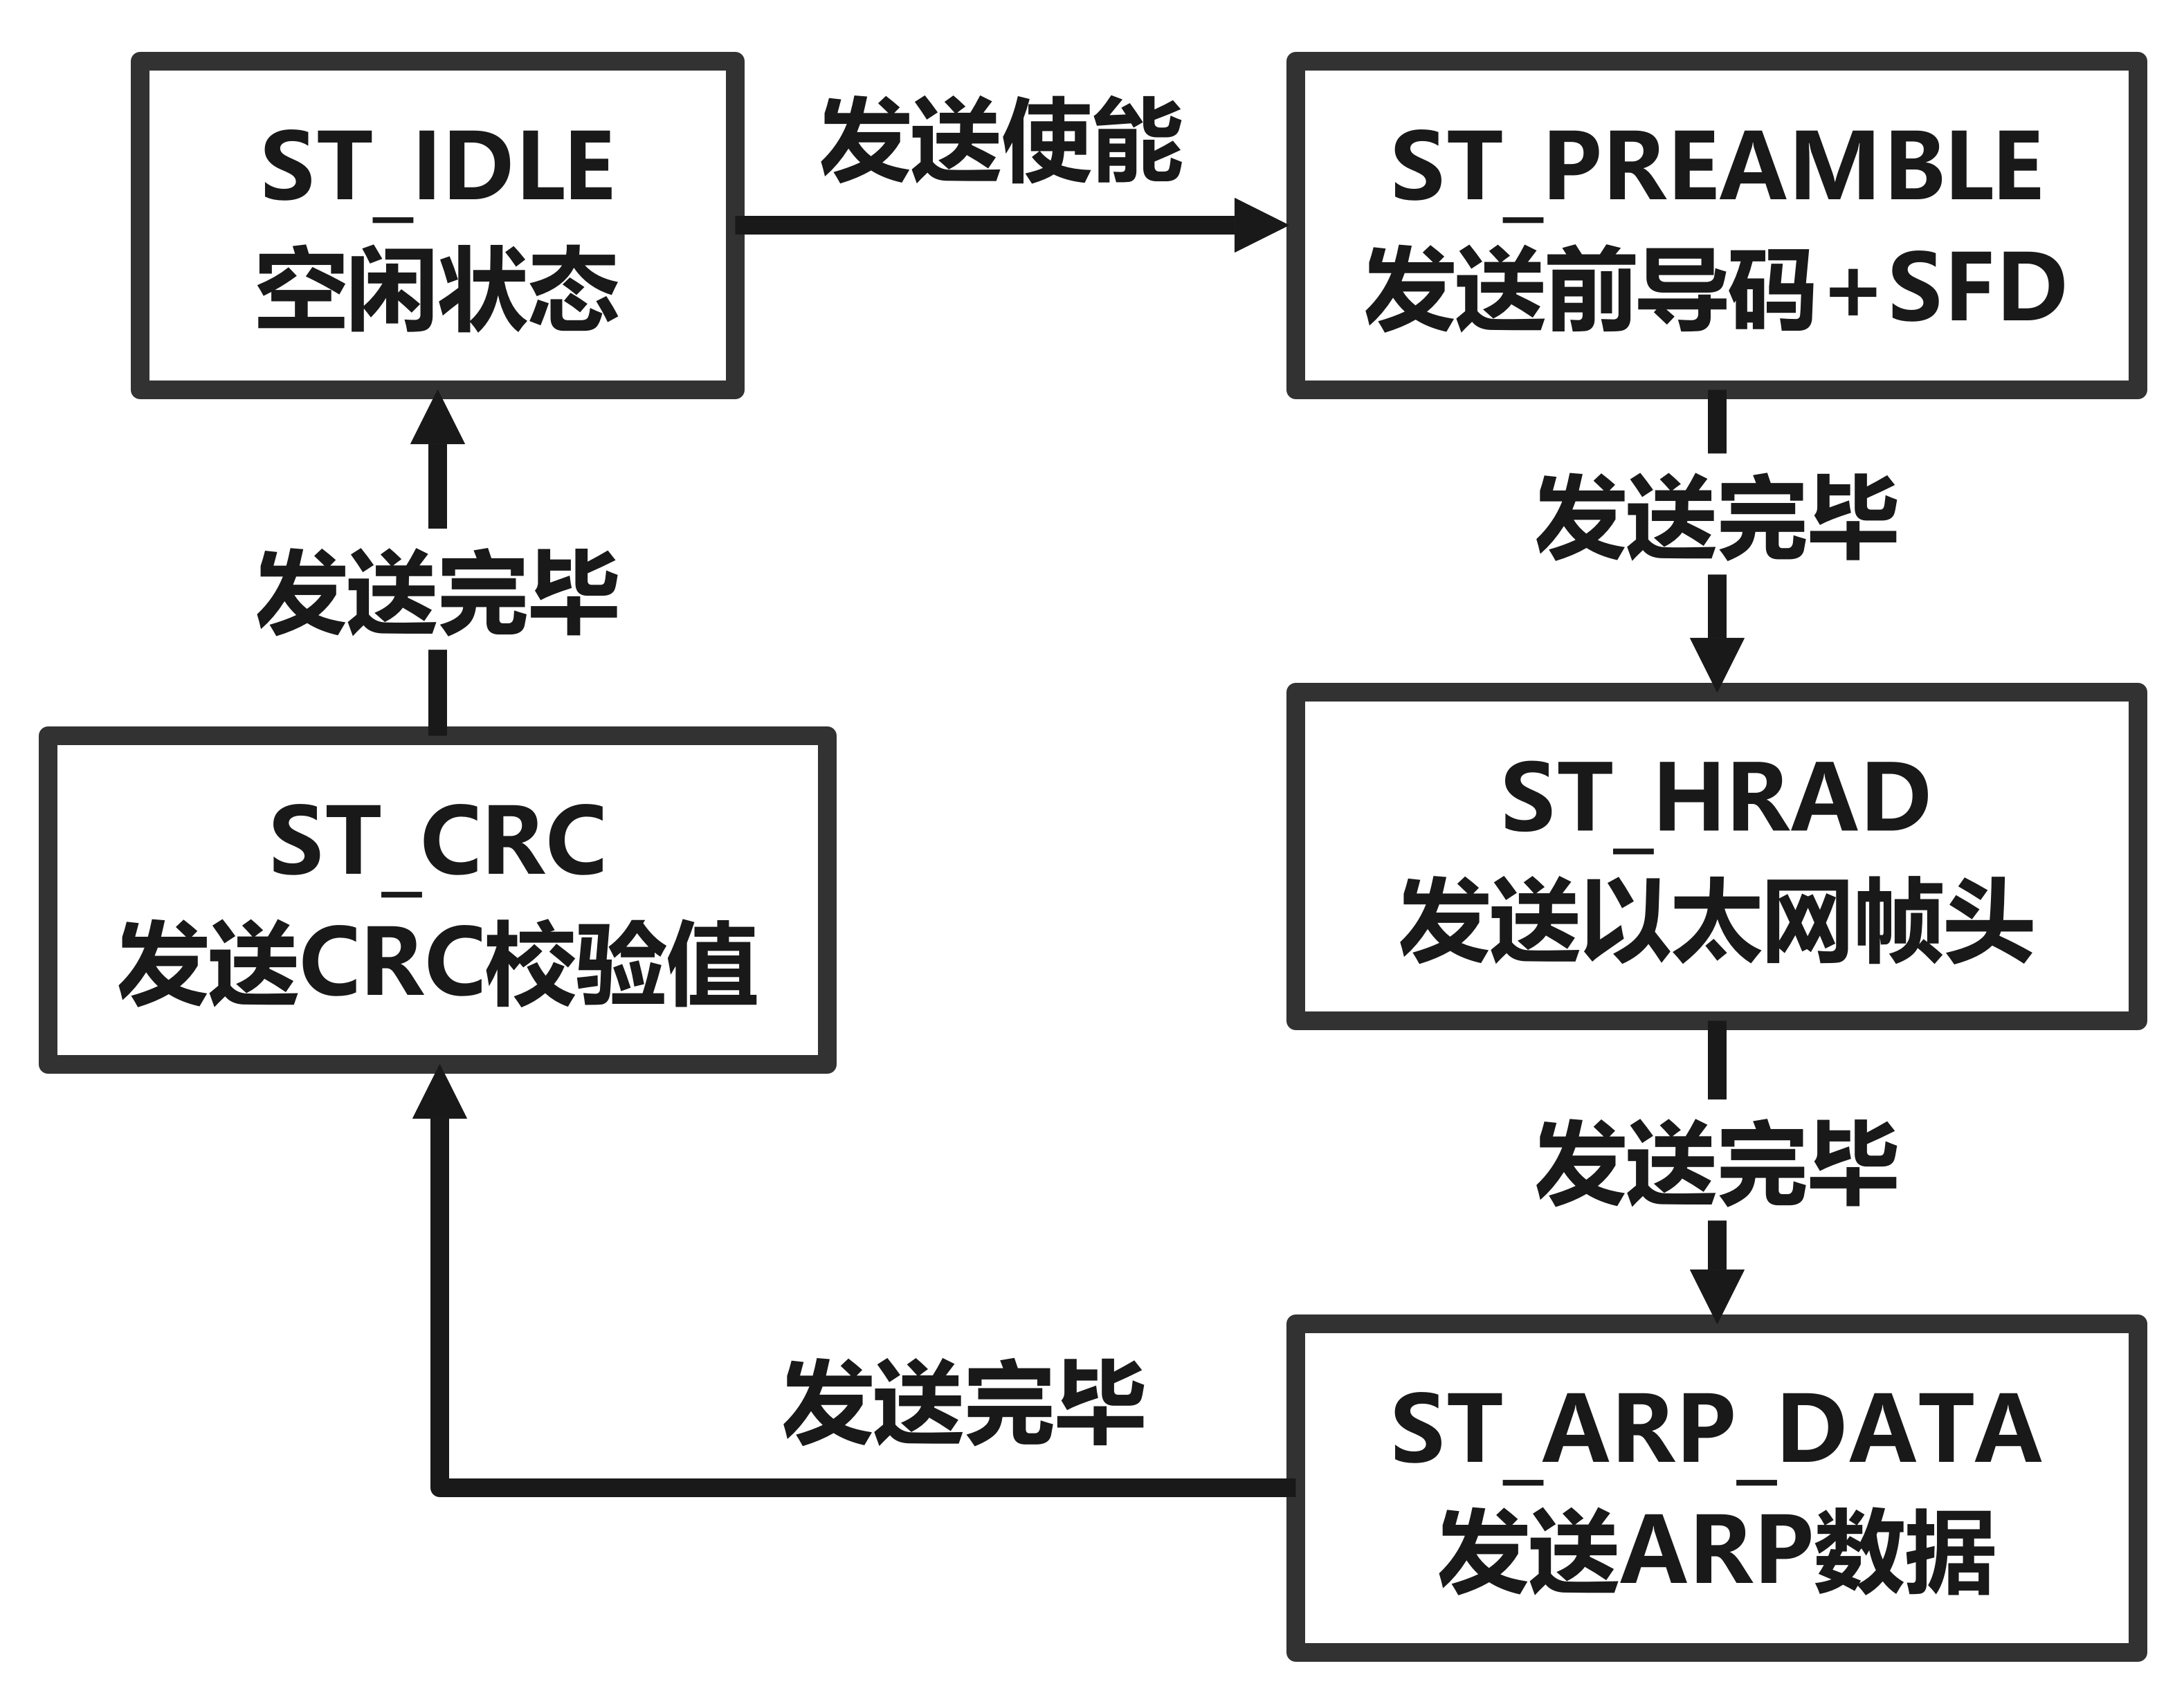 ST_IDLE
空闲状态
发送使能
ST_PREAMBLE
发送前导码+SFD
发送完毕
ST_HRAD
发送以大网帧头
发送完毕
ST_ARP_DATA
发送ARP数据
发送完毕
ST_CRC
发送CRC校验值
发送完毕